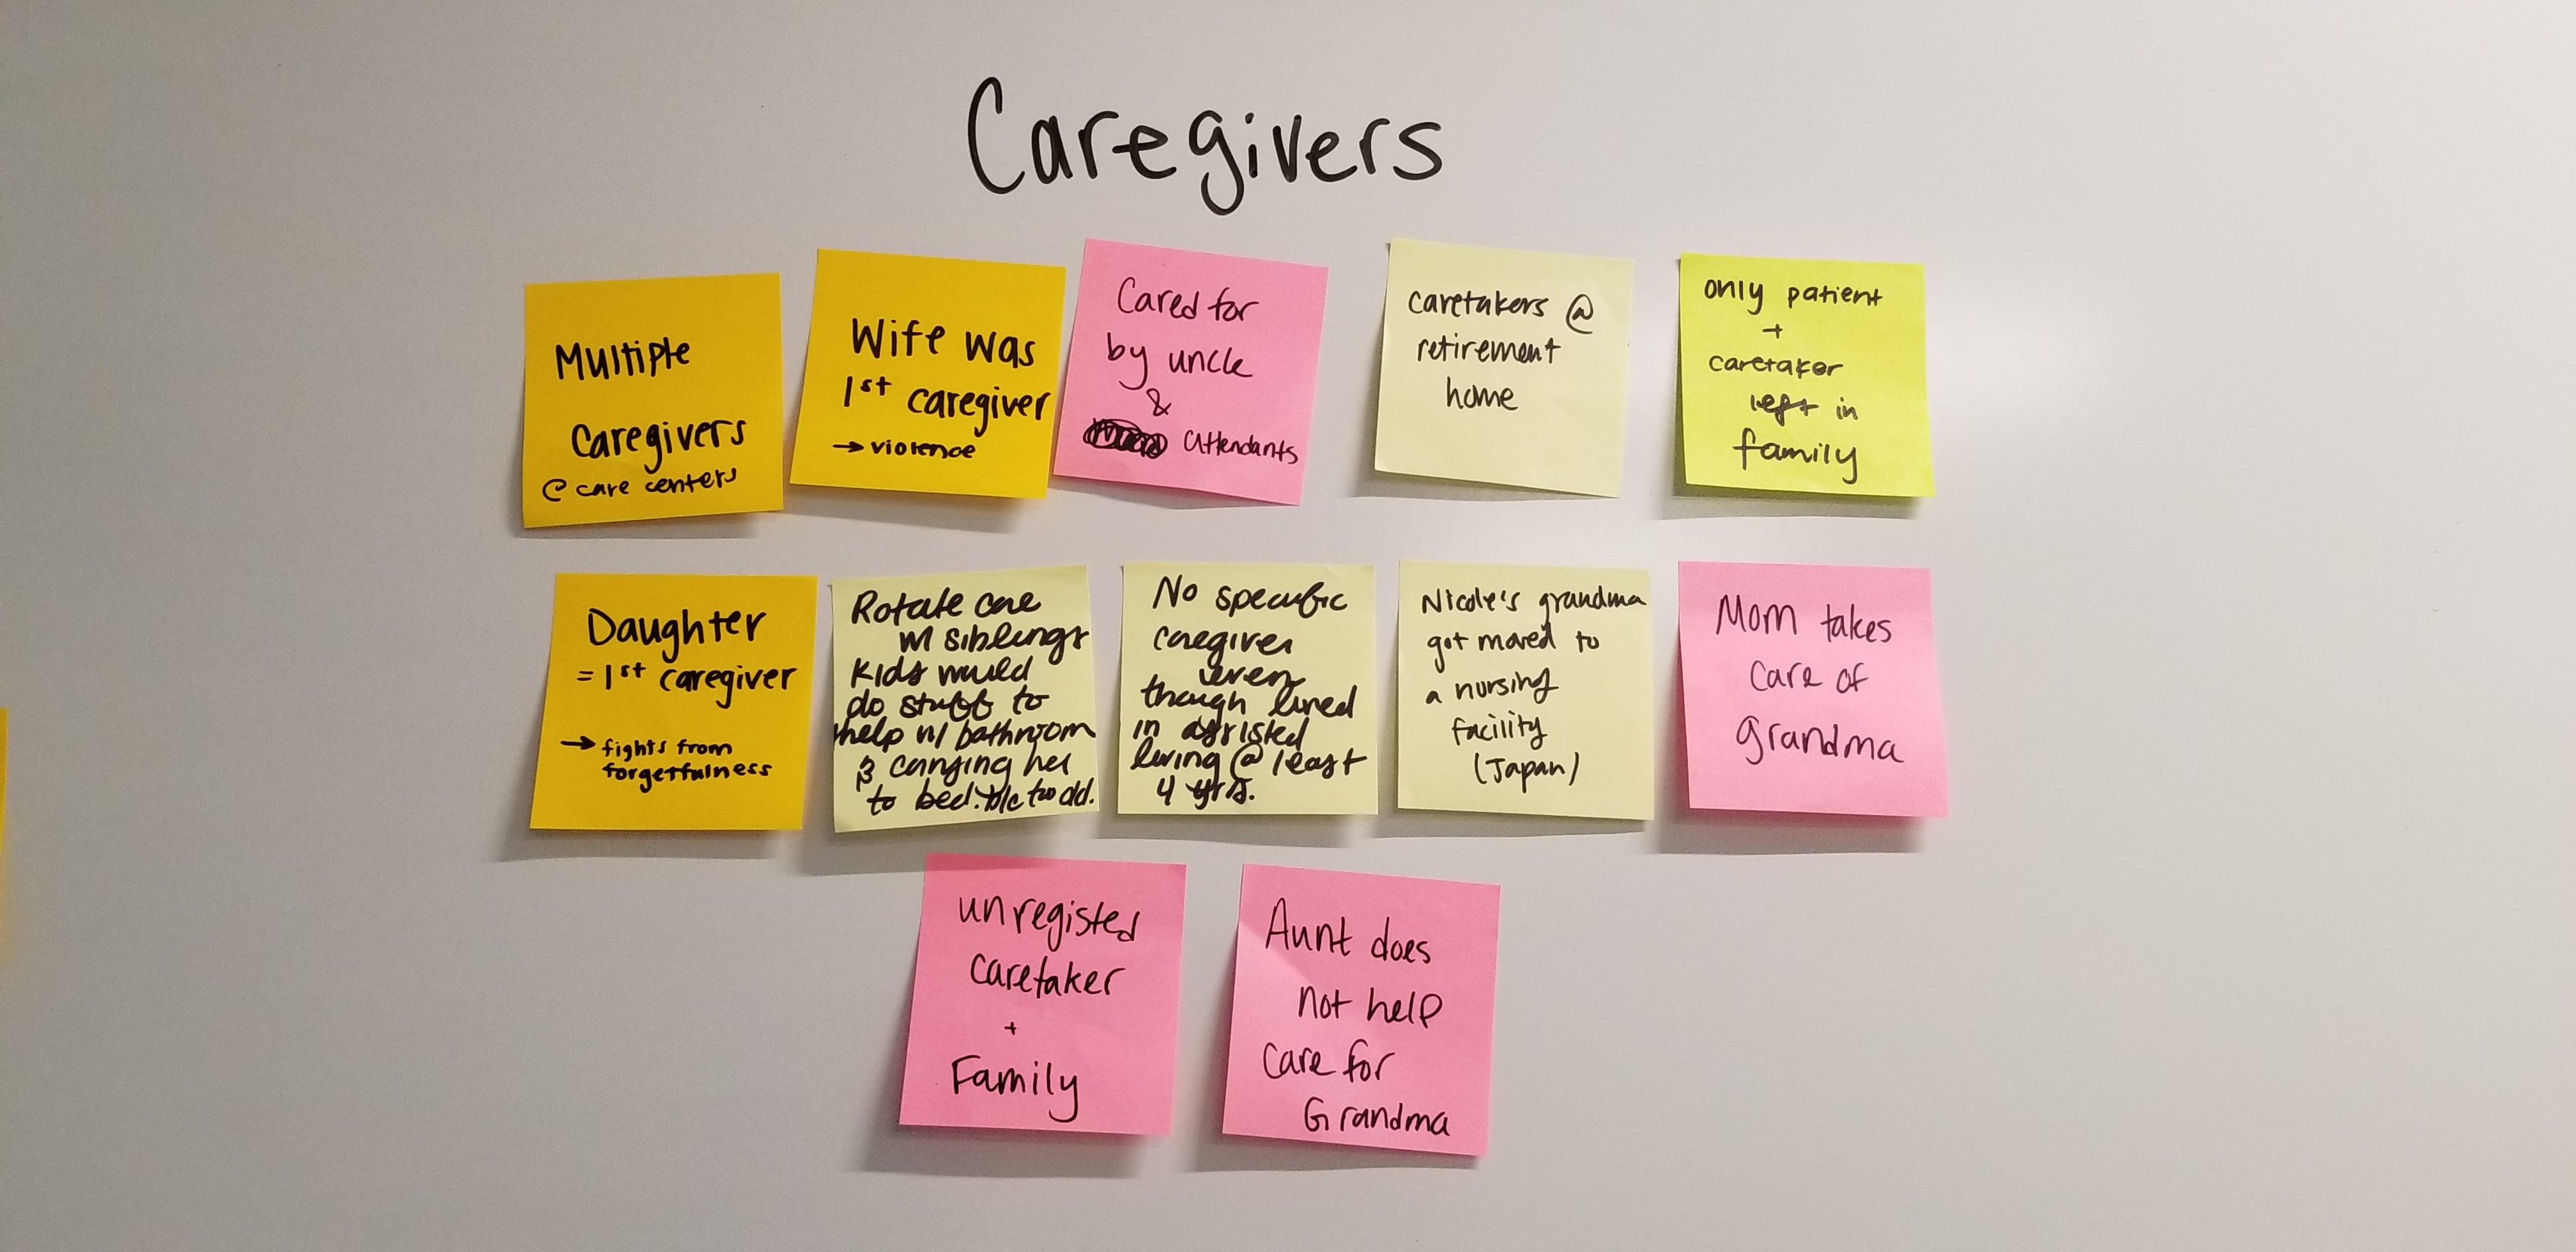 Caregivers
Multiple
Caregivers
@ care centers
Wife was
1st caregiver
→ violence
Cared for
by uncle
&
attendants
caretakers @
retirement
home
only patient
+
caretaker
left in
family
Daughter
= 1st caregiver
→ fights from
forgetfulness
Rotate care
w/ siblings
Kids would
do stuff to
help w/ bathroom
& carrying her
to bed. b/c too old.
No specific
caregiver
even
though lived
in assisted
living @ least
4 yrs.
Nicole's grandma
got moved to
a nursing
facility
(Japan)
Mom takes
care of
grandma
unregisted
caretaker
+
Family
Aunt does
not help
care for
Grandma